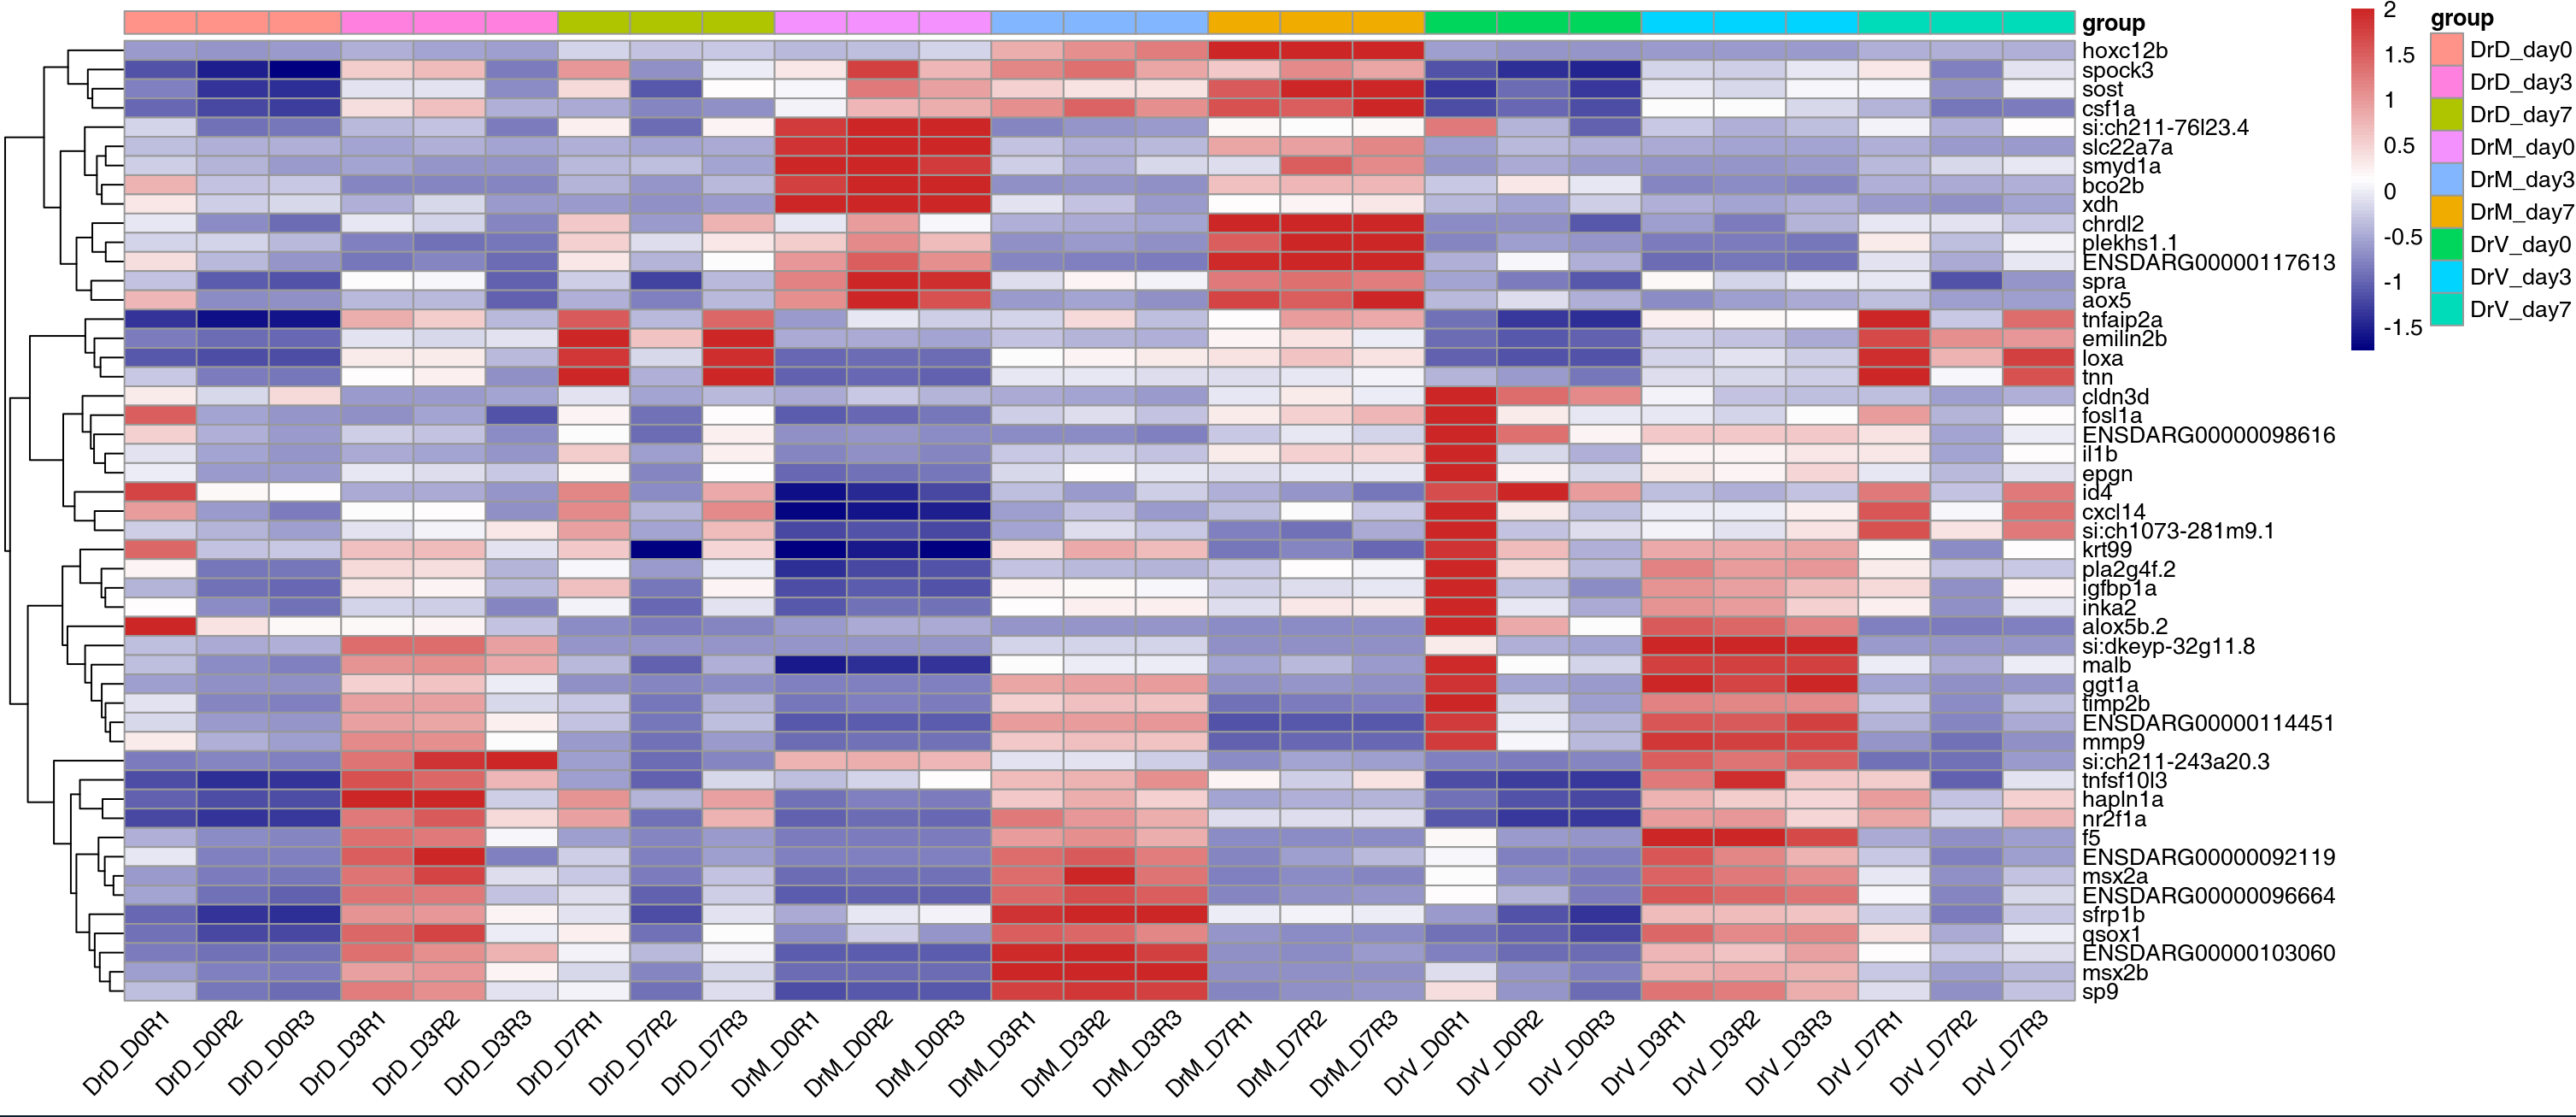 group
hoxc12b
spock3
sost
csf1a
si:ch211-76l23.4
slc22a7a
smyd1a
bco2b
xdh
chrdl2
plekhs1.1
ENSDARG00000117613
spra
aox5
tnfaip2a
emilin2b
loxa
tnn
cldn3d
fosl1a
ENSDARG00000098616
il1b
epgn
id4
cxcl14
si:ch1073-281m9.1
krt99
pla2g4f.2
igfbp1a
inka2
alox5b.2
si:dkeyp-32g11.8
malb
ggt1a
timp2b
ENSDARG00000114451
mmp9
si:ch211-243a20.3
tnfsf10l3
hapln1a
nr2f1a
f5
ENSDARG00000092119
msx2a
ENSDARG00000096664
sfrp1b
qsox1
ENSDARG00000103060
msx2b
sp9
DrD_D0R1
DrD_D0R2
DrD_D0R3
DrD_D3R1
DrD_D3R2
DrD_D3R3
DrD_D7R1
DrD_D7R2
DrD_D7R3
DrM_D0R1
DrM_D0R2
DrM_D0R3
DrM_D3R1
DrM_D3R2
DrM_D3R3
DrM_D7R1
DrM_D7R2
DrM_D7R3
DrV_D0R1
DrV_D0R2
DrV_D0R3
DrV_D3R1
DrV_D3R2
DrV_D3R3
DrV_D7R1
DrV_D7R2
DrV_D7R3
2
1.5
1
0.5
0
-0.5
-1
-1.5
group
DrD_day0
DrD_day3
DrD_day7
DrM_day0
DrM_day3
DrM_day7
DrV_day0
DrV_day3
DrV_day7